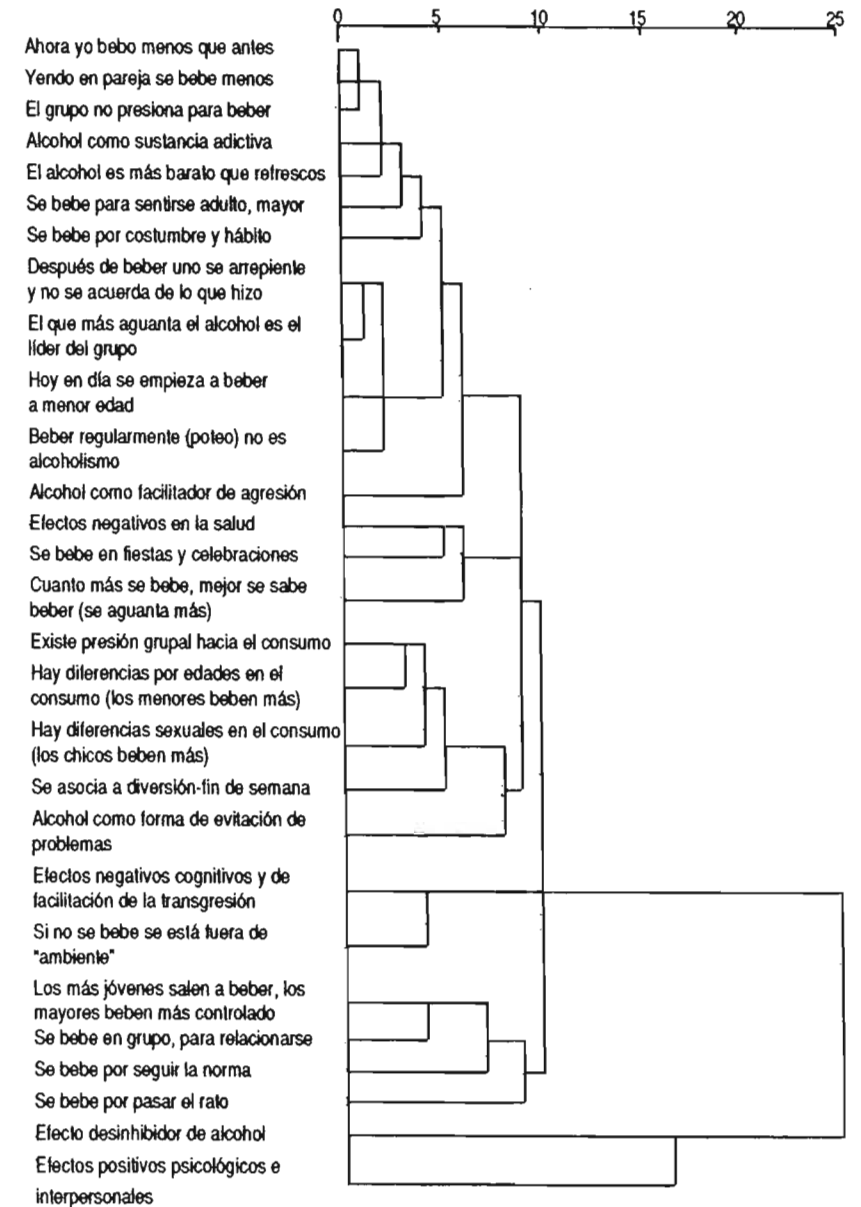 0 5 10 15 20 25
Ahora yo bebo menos que antes
Yendo en pareja se bebe menos
El grupo no presiona para beber
Alcohol como sustancia adictiva
El alcohol es más barato que refrescos
Se bebe para sentirse adulto, mayor
Se bebe por costumbre y hábito
Después de beber uno se arrepiente
y no se acuerda de lo que hizo
El que más aguanta el alcohol es el
líder del grupo
Hoy en día se empieza a beber
a menor edad
Beber regularmente (poteo) no es
alcoholismo
Alcohol como facilitador de agresión
Efectos negativos en la salud
Se bebe en fiestas y celebraciones
Cuanto más se bebe, mejor se sabe
beber (se aguanta más)
Existe presión grupal hacia el consumo
Hay diferencias por edades en el
consumo (los menores beben más)
Hay diferencias sexuales en el consumo
(los chicos beben más)
Se asocia a diversión-fin de semana
Alcohol como forma de evitación de
problemas
Efectos negativos cognitivos y de
facilitación de la transgresión
Si no se bebe se está fuera de
"ambiente"
Los más jóvenes salen a beber, los
mayores beben más controlado
Se bebe en grupo, para relacionarse
Se bebe por seguir la norma
Se bebe por pasar el rato
Efecto desinhibidor de alcohol
Efectos positivos psicológicos e
interpersonales